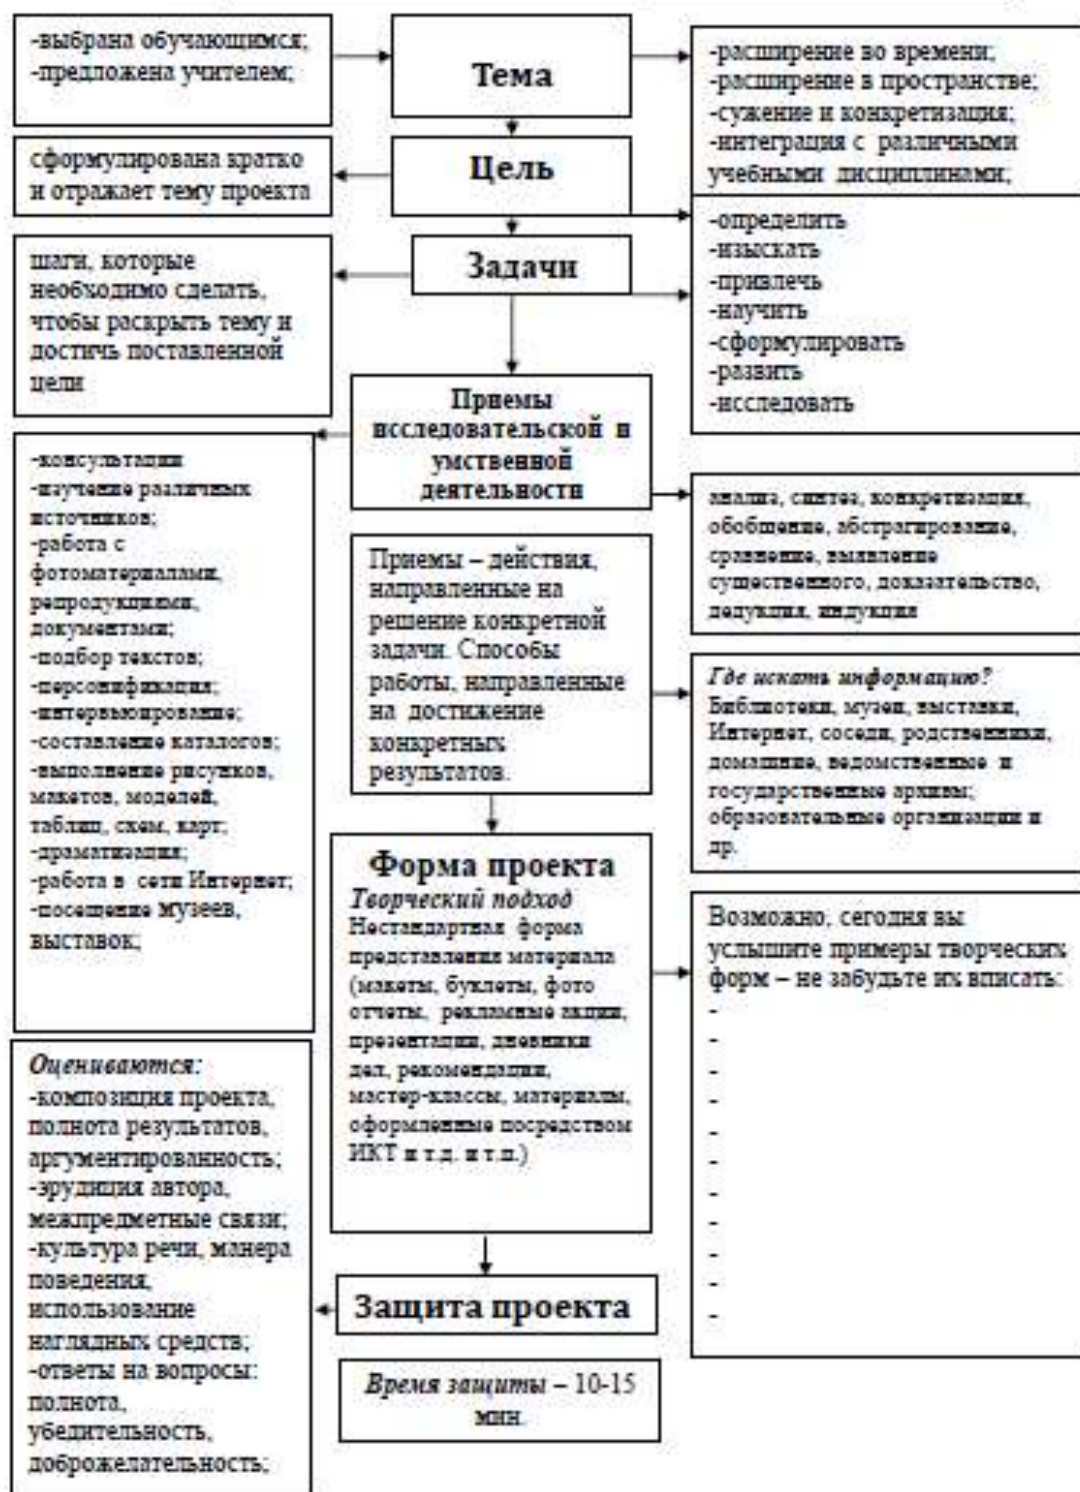 -выбрана обучающимся;
-предложена учителем;
Тема
-расширение во времени;
-расширение в пространстве;
-сужение и конкретизация;
-интеграция с различными
учебными дисциплинами;
сформулирована кратко
и отражает тему проекта
Цель
-определить
-изыскать
-привлечь
-научить
-сформулировать
-развить
-исследовать
шаги, которые
необходимо сделать,
чтобы раскрыть тему и
достичь поставленной
цели
Задачи
Приемы
исследовательской и
умственной
деятельности
-консультации
-изучение различных
источников;
-работа с
фотоматериалами,
репродукциями,
документами;
-подбор текстов;
-персонификация;
-интервьюирование;
-составление каталогов;
-выполнение рисунков,
макетов, моделей,
таблиц, схем, карт;
-драматизация;
-работа в сети Интернет;
-посещение музеев,
выставок;
анализ, синтез, конкретизация,
обобщение, абстрагирование,
сравнение, выявление
существенного, доказательство,
дедукция, индукция
Приемы – действия,
направленные на
решение конкретной
задачи. Способы
работы, направленные
на достижение
конкретных
результатов.
Где искать информацию?
Библиотеки, музеи, выставки,
Интернет, соседи, родственники,
домашние, ведомственные и
государственные архивы;
образовательные организации и
др.
Форма проекта
Творческий подход
Нестандартная форма
представления материала
(макеты, буклеты, фото
отчеты, рекламные акции,
презентации, дневники
дел, рекомендации,
мастер-классы, материалы,
оформленные посредством
ИКТ и т.д. и т.п.)
Возможно, сегодня вы
услышите примеры творческих
форм – не забудьте их вписать:
-
-
-
-
-
-
-
-
-
-
-
Оцениваются:
-композиция проекта,
полнота результатов,
аргументированность;
-эрудиция автора,
межпредметные связи;
-культура речи, манера
поведения,
использование
наглядных средств;
-ответы на вопросы:
полнота,
убедительность,
доброжелательность;
Защита проекта
Время защиты – 10-15
мин.